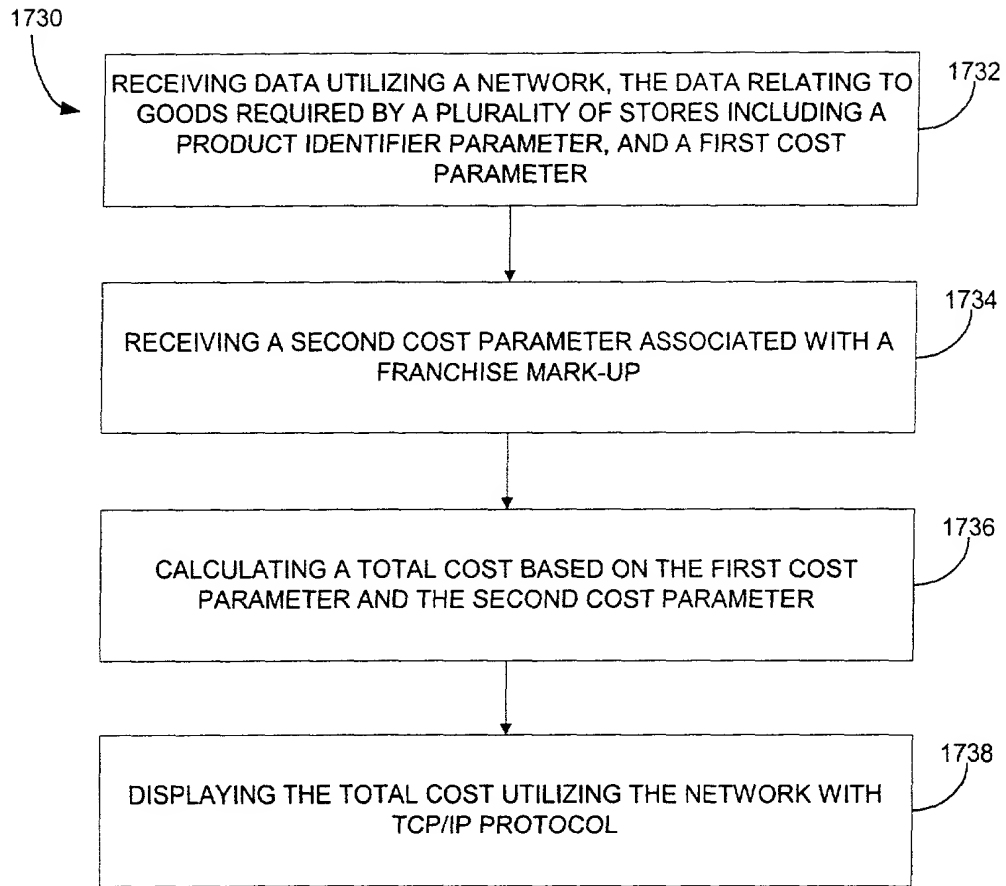 1730
RECEIVING DATA UTILIZING A NETWORK, THE DATA RELATING TO
GOODS REQUIRED BY A PLURALITY OF STORES INCLUDING A
PRODUCT IDENTIFIER PARAMETER, AND A FIRST COST
PARAMETER
1732
RECEIVING A SECOND COST PARAMETER ASSOCIATED WITH A
FRANCHISE MARK-UP
1734
CALCULATING A TOTAL COST BASED ON THE FIRST COST
PARAMETER AND THE SECOND COST PARAMETER
1736
DISPLAYING THE TOTAL COST UTILIZING THE NETWORK WITH
TCP/IP PROTOCOL
1738